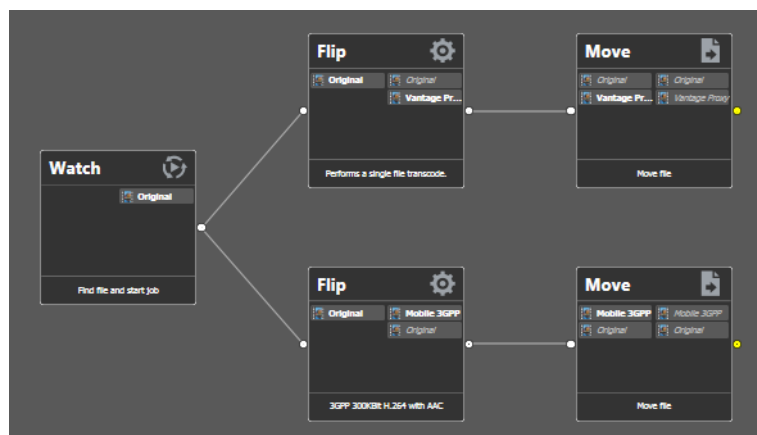 Watch
Original
Find file and start job
Flip
Original
Original
Vantage Pr...
Performs a single file transcode.
Move
Original
Original
Vantage Pr...
Vantage Proxy
Move file
Flip
Original
Mobile 3GPP
Original
3GPP 300KBit H.264 with AAC
Move
Mobile 3GPP
Mobile 3GPP
Original
Original
Move file